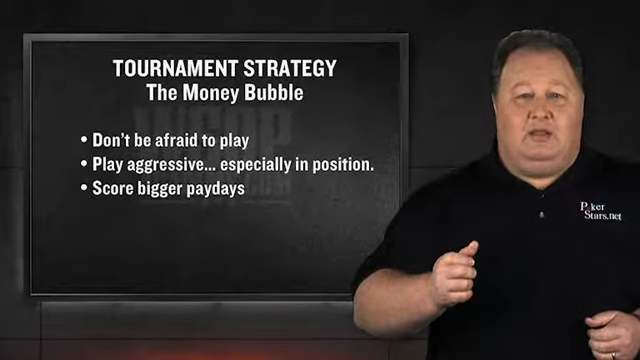 TOURNAMENT STRATEGY
The Money Bubble
• Don't be afraid to play
• Play aggressive... especially in position.
• Score bigger paydays
PokerStars.net